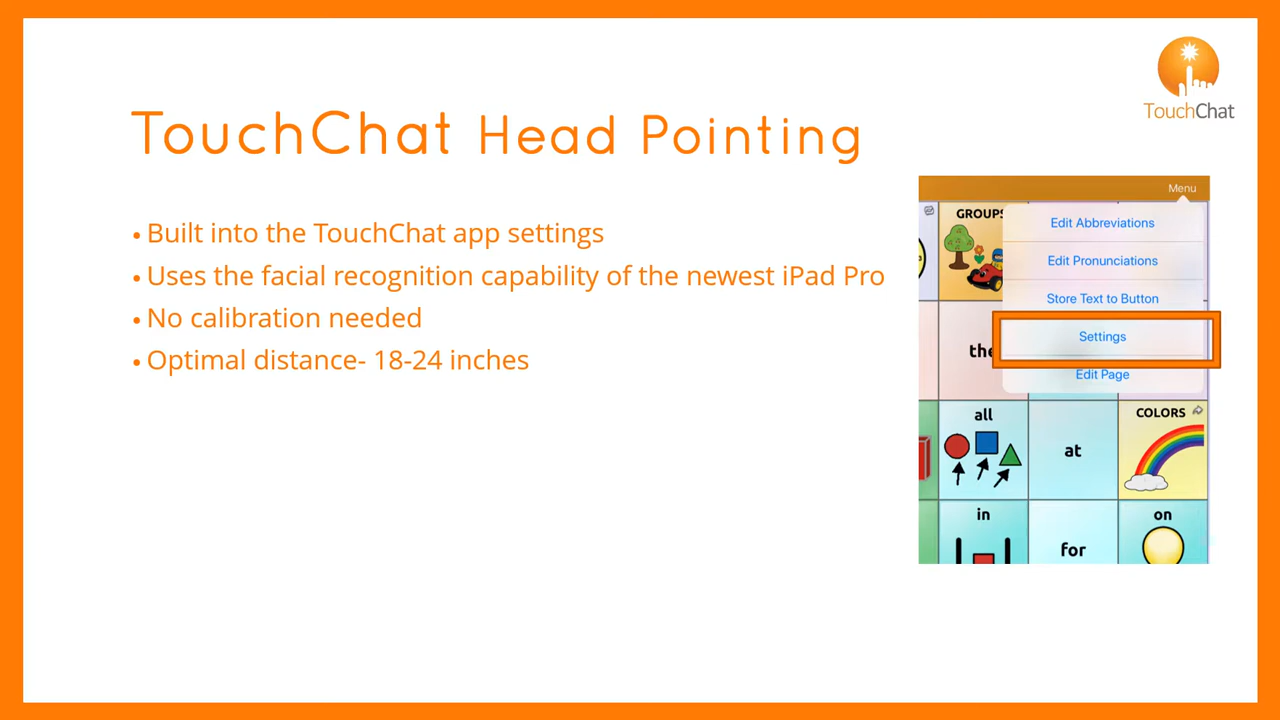 TouchChat
TouchChat Head Pointing
• Built into the TouchChat app settings
• Uses the facial recognition capability of the newest iPad Pro
• No calibration needed
• Optimal distance- 18-24 inches
Menu
GROUPS
Edit Abbreviations
Edit Pronunciations
Store Text to Button
Settings
the
Edit Page
all
at
COLORS
in
for
on